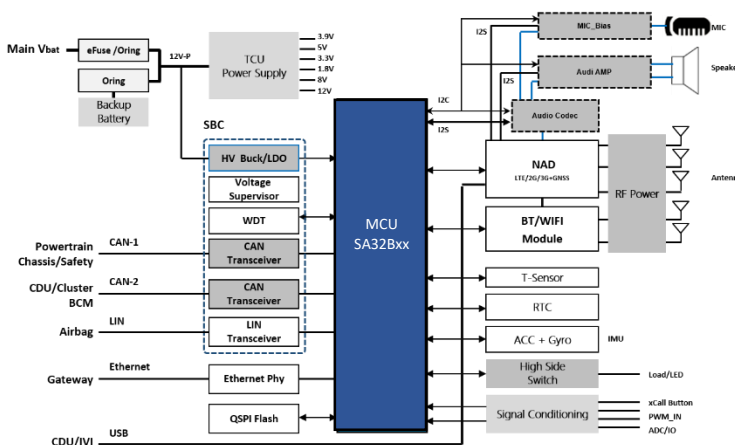 Main Vbat
eFuse /Oring
12V-P
Oring
Backup
Battery
TCU
Power Supply
3.9V
5V
3.3V
1.8V
8V
12V
SBC
HV Buck/LDO
Voltage
Supervisor
WDT
Powertrain
Chassis/Safety
CAN-1
CAN
Transceiver
CDU/Cluster
BCM
CAN-2
CAN
Transceiver
Airbag
LIN
LIN
Transceiver
Gateway
Ethernet
Ethernet Phy
QSPI Flash
CDU/IVI
USB
MCU
SA32Bxx
I2S
MIC_Bias
MIC
I2S
Audi AMP
Speake
I2C
I2S
Audio Codec
NAD
LTE/2G/3G+GNSS
RF Power
Anten
BT/WIFI
Module
T-Sensor
RTC
ACC + Gyro
IMU
High Side
Switch
Load/LED
Signal Conditioning
xCall Button
PWM_IN
ADC/IO